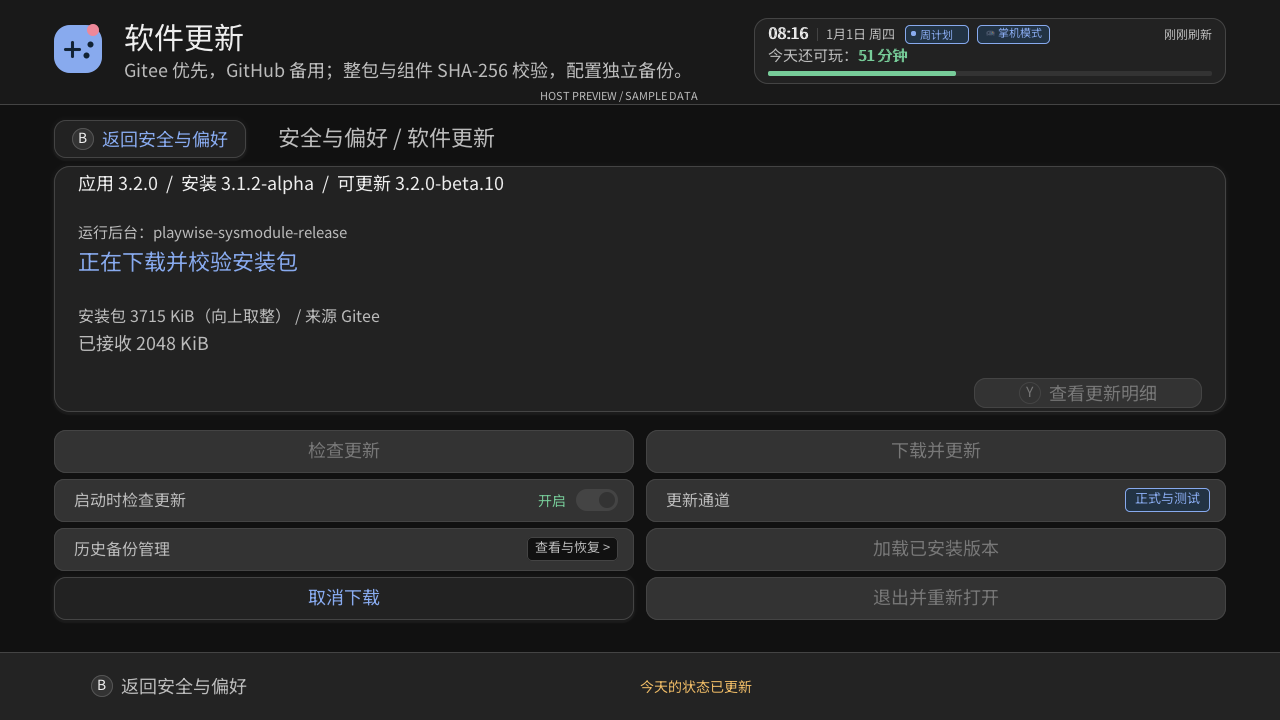 软件更新
Gitee 优先，GitHub 备用；整包与组件 SHA-256 校验，配置独立备份。
08:16 1月1日 周四 周计划 掌机模式 刚刚刷新
今天还可玩：51 分钟
HOST PREVIEW / SAMPLE DATA
B 返回安全与偏好 安全与偏好 / 软件更新
应用 3.2.0 / 安装 3.1.2-alpha / 可更新 3.2.0-beta.10
运行后台：playwise-sysmodule-release
正在下载并校验安装包
安装包 3715 KiB（向上取整） / 来源 Gitee
已接收 2048 KiB
Y 查看更新明细
检查更新 下载并更新
启动时检查更新 开启 更新通道 正式与测试
历史备份管理 查看与恢复 > 加载已安装版本
取消下载 退出并重新打开
B 返回安全与偏好 今天的状态已更新